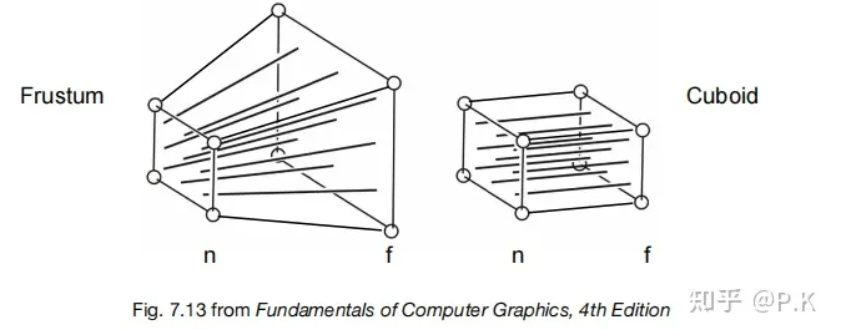 Frustum
Cuboid
n
f
n
f
Fig. 7.13 from Fundamentals of Computer Graphics, 4th Edition
知乎 @P.K